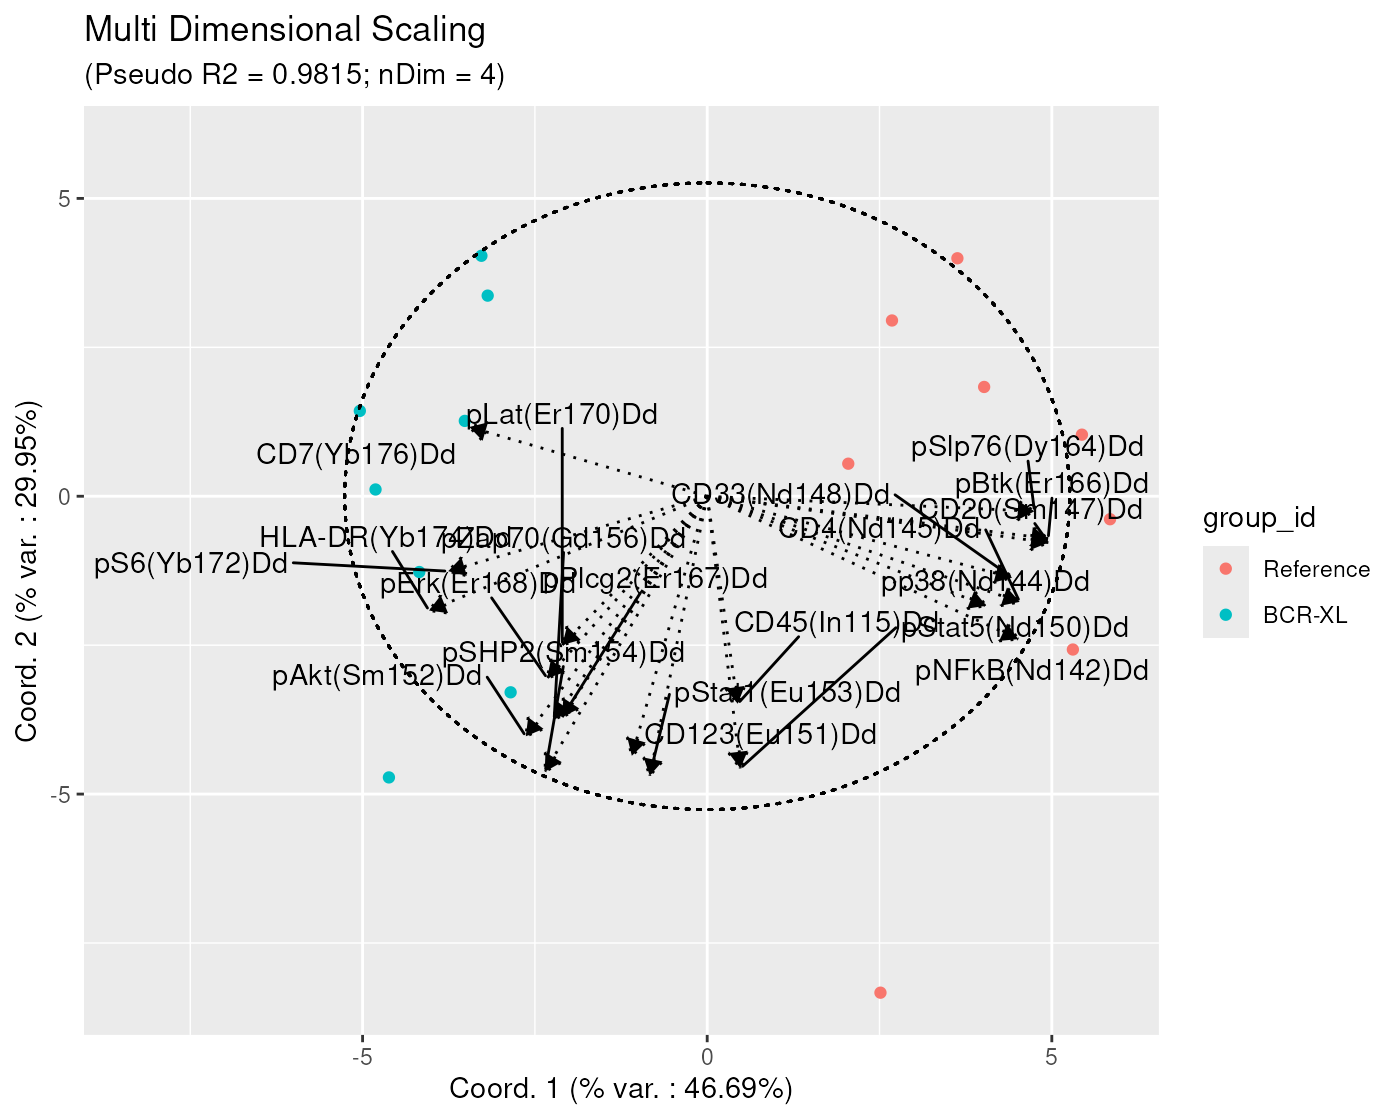 Multi Dimensional Scaling
(Pseudo R2 = 0.9815; nDim = 4)
Coord. 2 (% var. : 29.95%)
5
0
-5
pLat(Er170)Dd
CD7(Yb176)Dd
pSlp76(Dy164)Dd
pBtk(Er166)Dd
CD33(Nd148)Dd
CD20(Sm147)Dd
CD4(Nd145)Dd
HLA-DR(Yb174)Dd
pZap70(Gd156)Dd
pS6(Yb172)Dd
pErk(Er168)Dd
pPlcg2(Er167)Dd
pp38(Nd144)Dd
CD45(In115)Dd
pStat5(Nd150)Dd
pSHP2(Sm154)Dd
pAkt(Sm152)Dd
pNFkB(Nd142)Dd
pStat1(Eu153)Dd
CD123(Eu151)Dd
-5
0
5
Coord. 1 (% var. : 46.69%)
group_id
Reference
BCR-XL